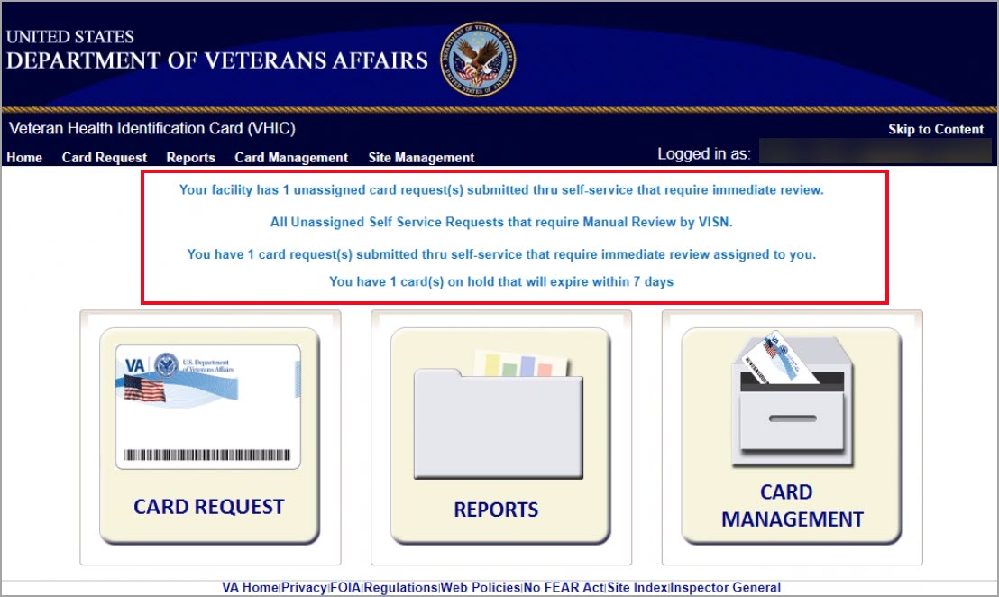 UNITED STATES
DEPARTMENT OF VETERANS AFFAIRS
Veteran Health Identification Card (VHIC)
Skip to Content
Home Card Request Reports Card Management Site Management
Logged in as:
Your facility has 1 unassigned card request(s) submitted thru self-service that require immediate review.
All Unassigned Self Service Requests that require Manual Review by VISN.
You have 1 card request(s) submitted thru self-service that require immediate review assigned to you.
You have 1 card(s) on hold that will expire within 7 days
VA
U.S. Department
of Veterans Affairs
CARD REQUEST
REPORTS
VA
CARD
MANAGEMENT
VA Home|Privacy|FOIA|Regulations|Web Policies|No FEAR Act|Site Index|Inspector General